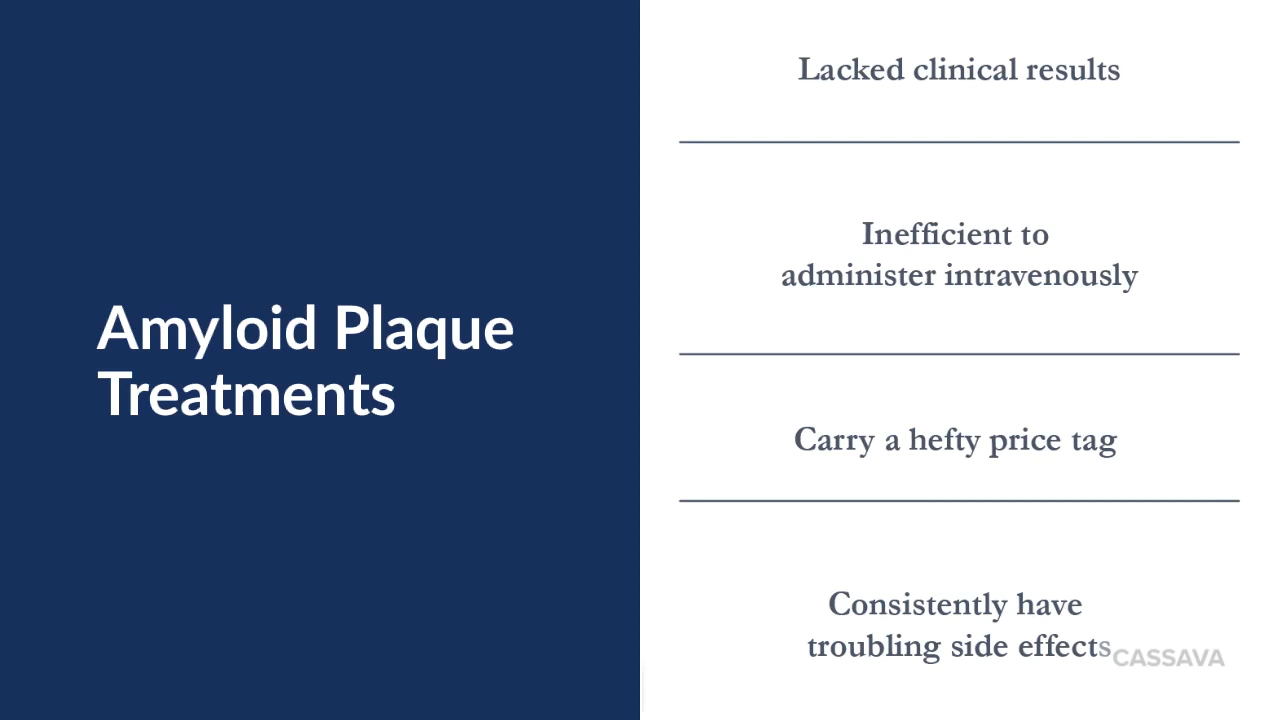 Amyloid Plaque
Treatments
Lacked clinical results
Inefficient to
administer intravenously
Carry a hefty price tag
Consistently have
troubling side effects
CASSAVA